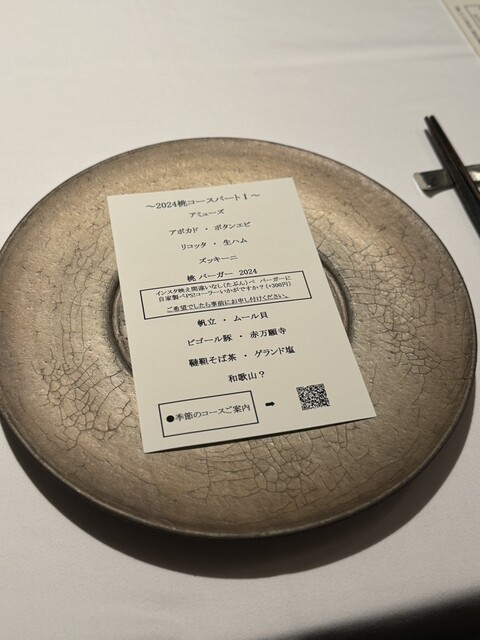 ～2024桃コースパートⅠ～
アミューズ
アボカド ・ ボタンエビ
リコッタ ・ 生ハム
ズッキーニ
桃 バーガー 2024
インスタ映え間違いなし(たぶん)ペ バーガーに
自家製ペPSIコーラーいかがですか？(+300円)
ご希望でしたら事前にお申し付けください。
帆立 ・ ムール貝
ビゴール豚 ・ 赤万願寺
韃靼そば茶 ・ ゲランド塩
和歌山？
●季節のコースご案内 ➡